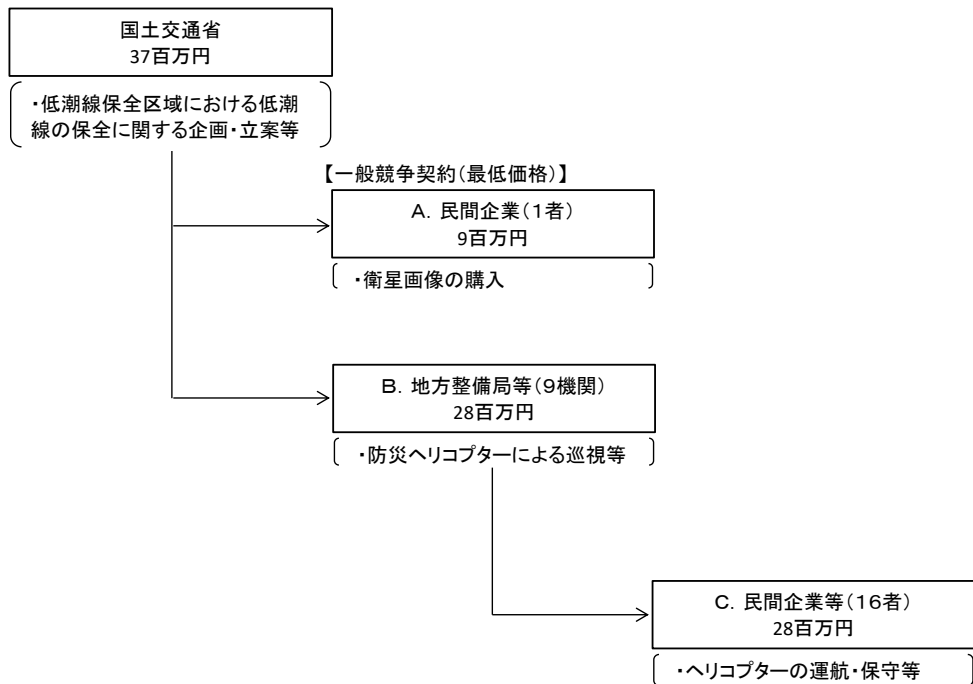 国土交通省
37百万円
・低潮線保全区域における低潮
線の保全に関する企画・立案等
【一般競争契約(最低価格)】
A. 民間企業(1者)
9百万円
・衛星画像の購入
B. 地方整備局等(9機関)
28百万円
・防災ヘリコプターによる巡視等
C. 民間企業等(16者)
28百万円
・ヘリコプターの運航・保守等